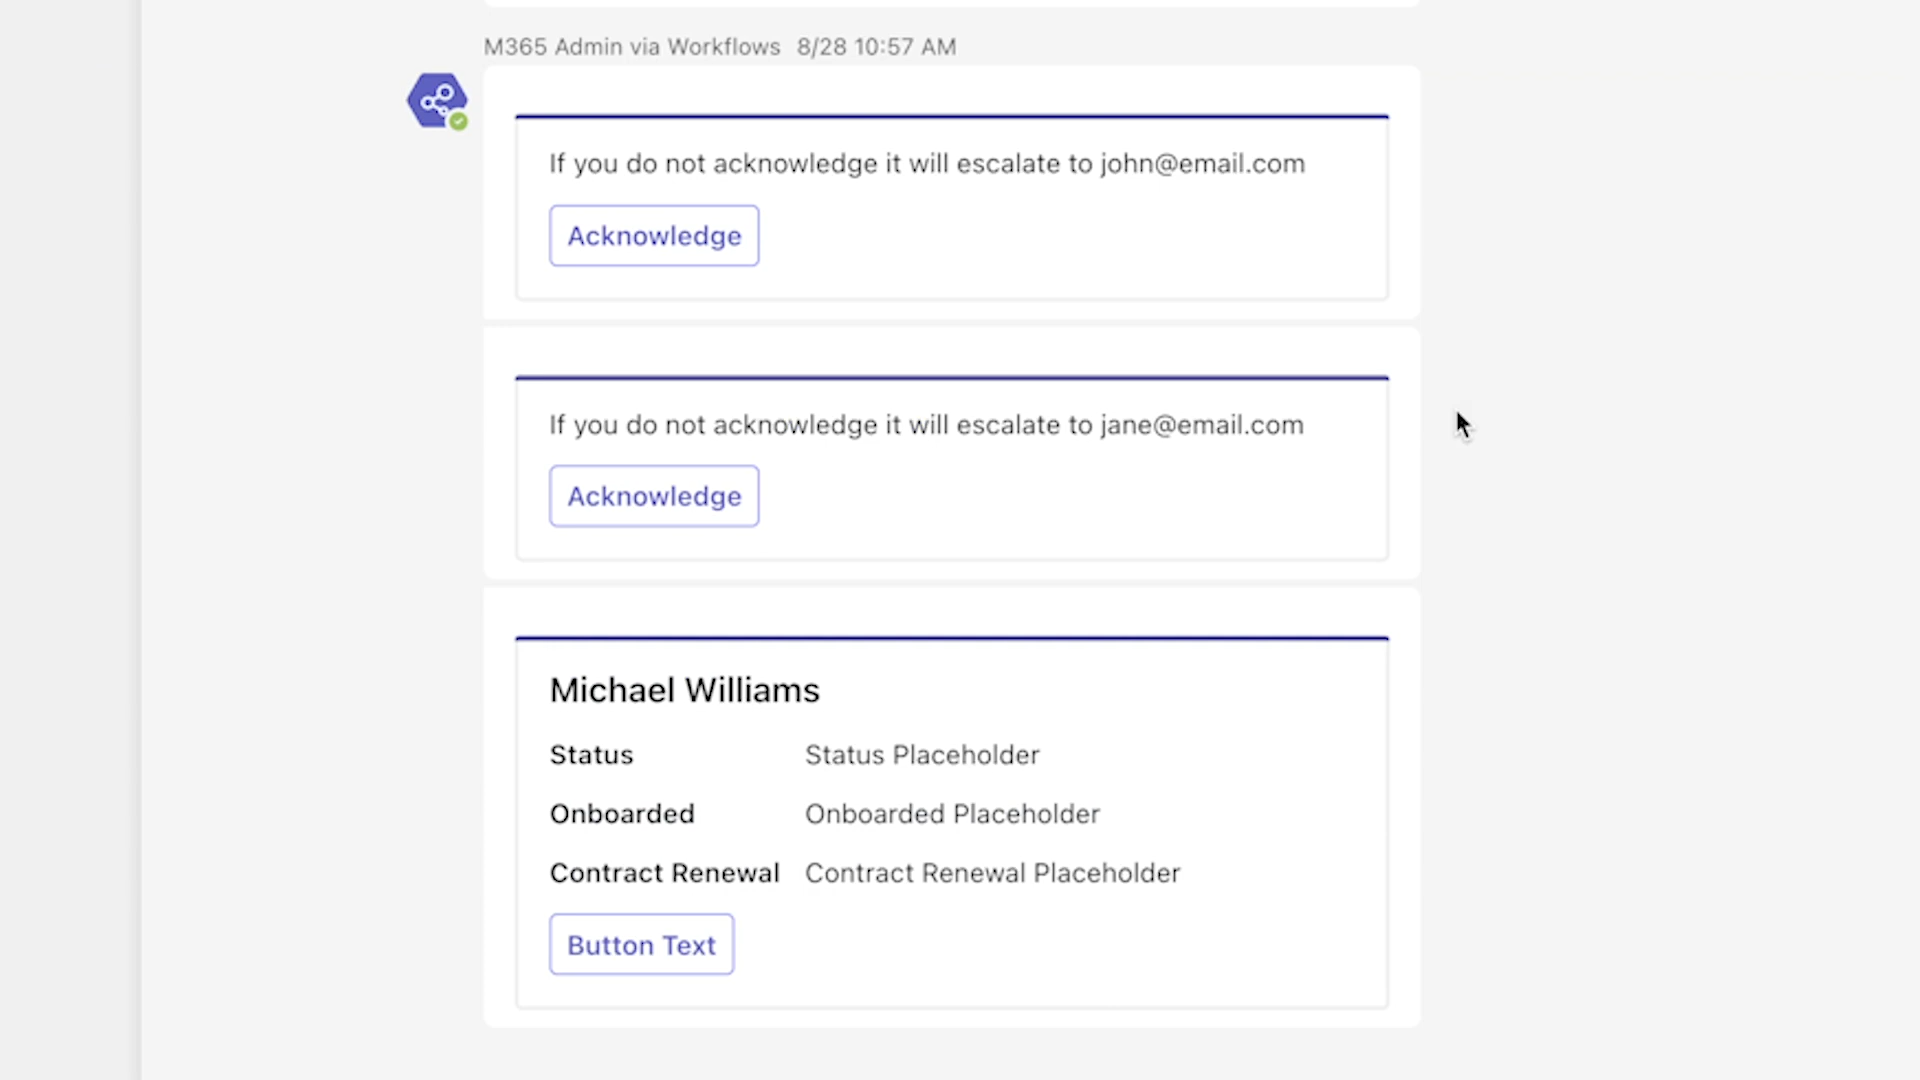 M365 Admin via Workflows 8/28 10:57 AM
If you do not acknowledge it will escalate to john@email.com
Acknowledge
If you do not acknowledge it will escalate to jane@email.com
Acknowledge
Michael Williams
Status Status Placeholder
Onboarded Onboarded Placeholder
Contract Renewal Contract Renewal Placeholder
Button Text